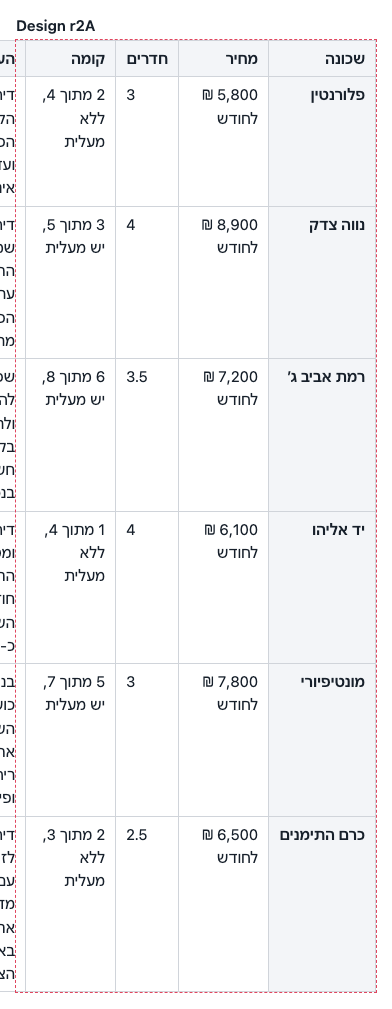 Design r2A
שכונה
מחיר
חדרים
קומה
פלורנטין
5,800 ₪
לחודש
3
2 מתוך 4,
ללא
מעלית
נווה צדק
8,900 ₪
לחודש
4
3 מתוך 5,
יש מעלית
רמת אביב ג׳
7,200 ₪
לחודש
3.5
6 מתוך 8,
יש מעלית
יד אליהו
6,100 ₪
לחודש
4
1 מתוך 4,
ללא
מעלית
מונטיפיורי
7,800 ₪
לחודש
3
5 מתוך 7,
יש מעלית
כרם התימנים
6,500 ₪
לחודש
2.5
2 מתוך 3,
ללא
מעלית